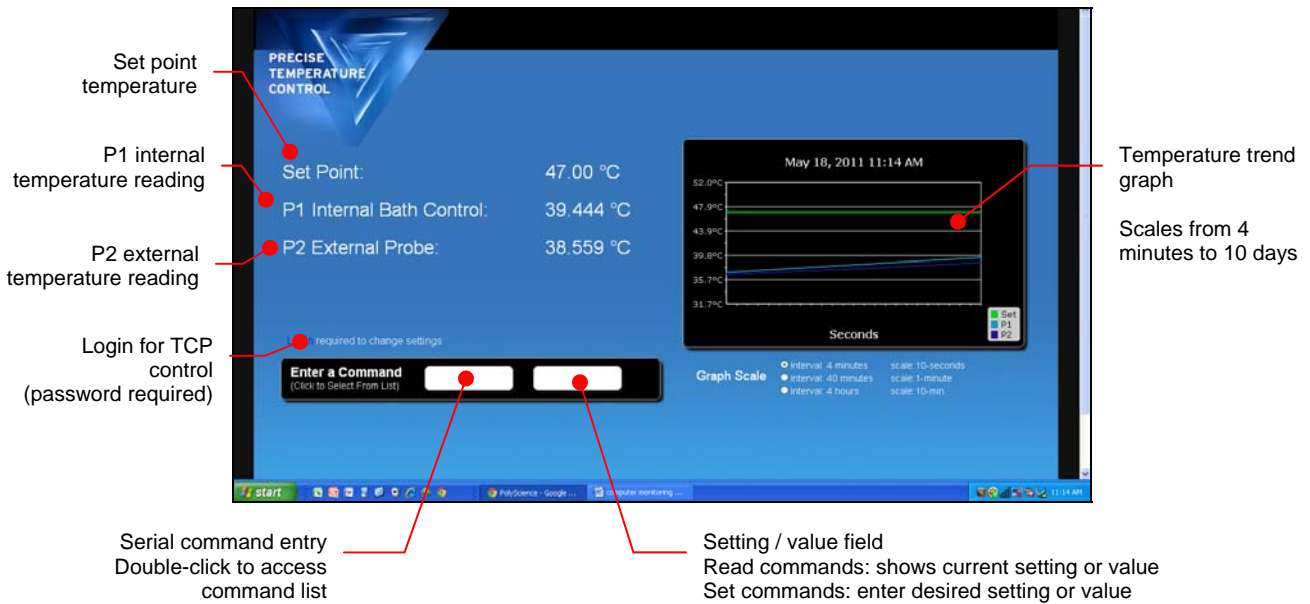 PRECISE
TEMPERATURE
CONTROL
Set point
temperature
P1 internal
temperature reading
P2 external
temperature reading
Login for TCP
control
(password required)
Set Point: 47.00 °C
P1 Internal Bath Control: 39.444 °C
P2 External Probe: 38.559 °C
required to change settings
Enter a Command
(Click to Select From List)
May 18, 2011 11:14 AM
52.0°C
47.9°C
43.9°C
39.8°C
35.7°C
31.7°C
Seconds
Set
P1
P2
Graph Scale
interval: 4 minutes scale:10-seconds
interval: 40 minutes scale:1-minute
interval: 4 hours scale:10-min
Temperature trend
graph
Scales from 4
minutes to 10 days
start
PolyScience - Google ...
computer monitoring ...
11:14 AM
Serial command entry
Double-click to access
command list
Setting / value field
Read commands: shows current setting or value
Set commands: enter desired setting or value